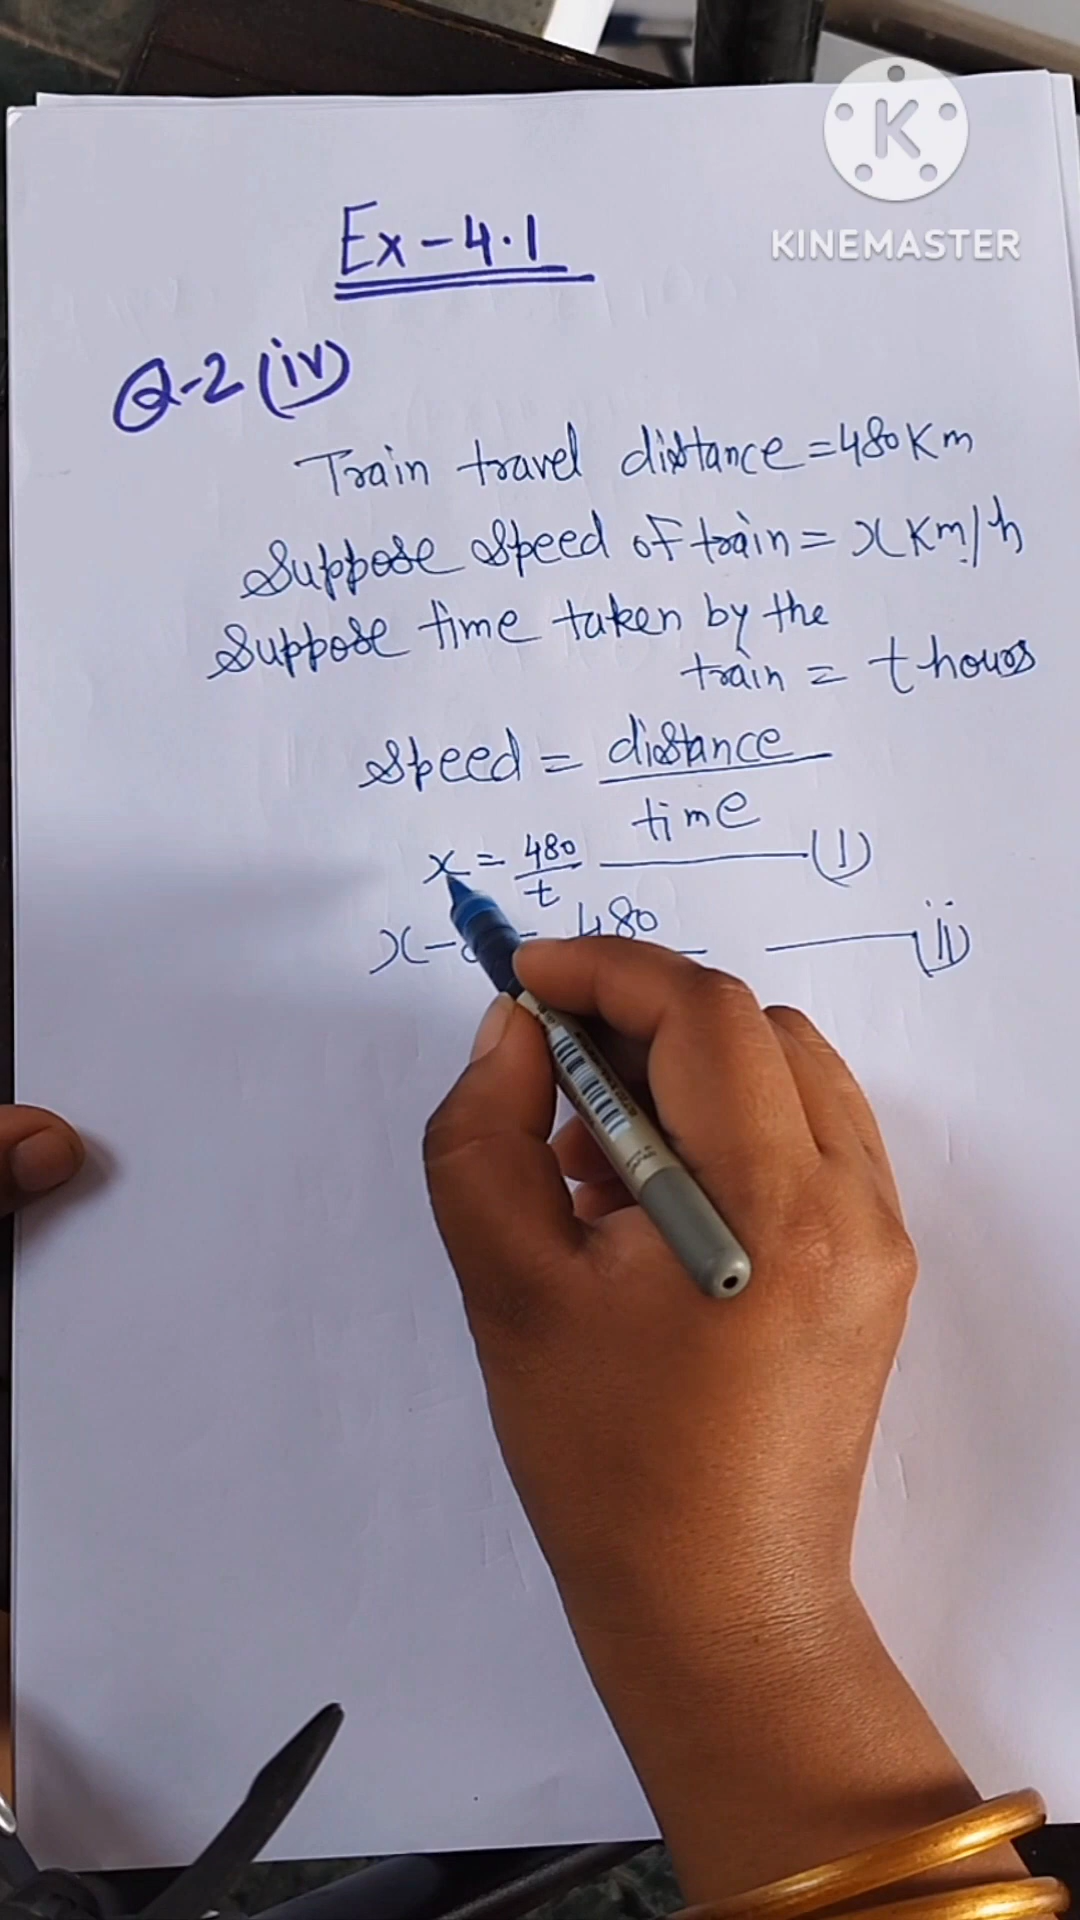 K
KINEMASTER
Ex-4.1
Q-2 (iv)
Train travel distance = 480 Km
Suppose speed of train = x Km/h
Suppose time taken by the
train = t hours
Speed = distance
time
x = 480 (1)
t
x - = 480 (ii)